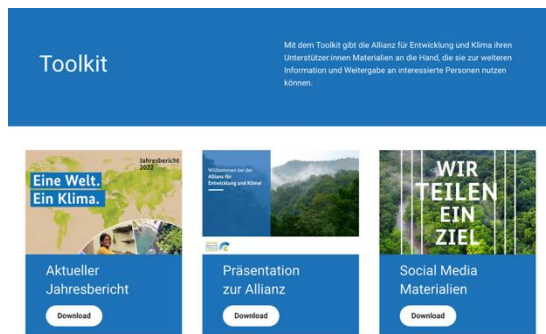 Toolkit
Mit dem Toolkit gibt die Allianz für Entwicklung und Klima ihren
Unterstützer:innen Materialien an die Hand, die sie zur weiteren
Information und Weitergabe an interessierte Personen nutzen
können.
Jahresbericht
2022
Eine Welt.
Ein Klima.
Willkommen bei der
Allianz für
Entwicklung und Klima!
WIR
TEILEN
EIN
ZIEL
Aktueller
Jahresbericht
Download
Präsentation
zur Allianz
Download
Social Media
Materialien
Download